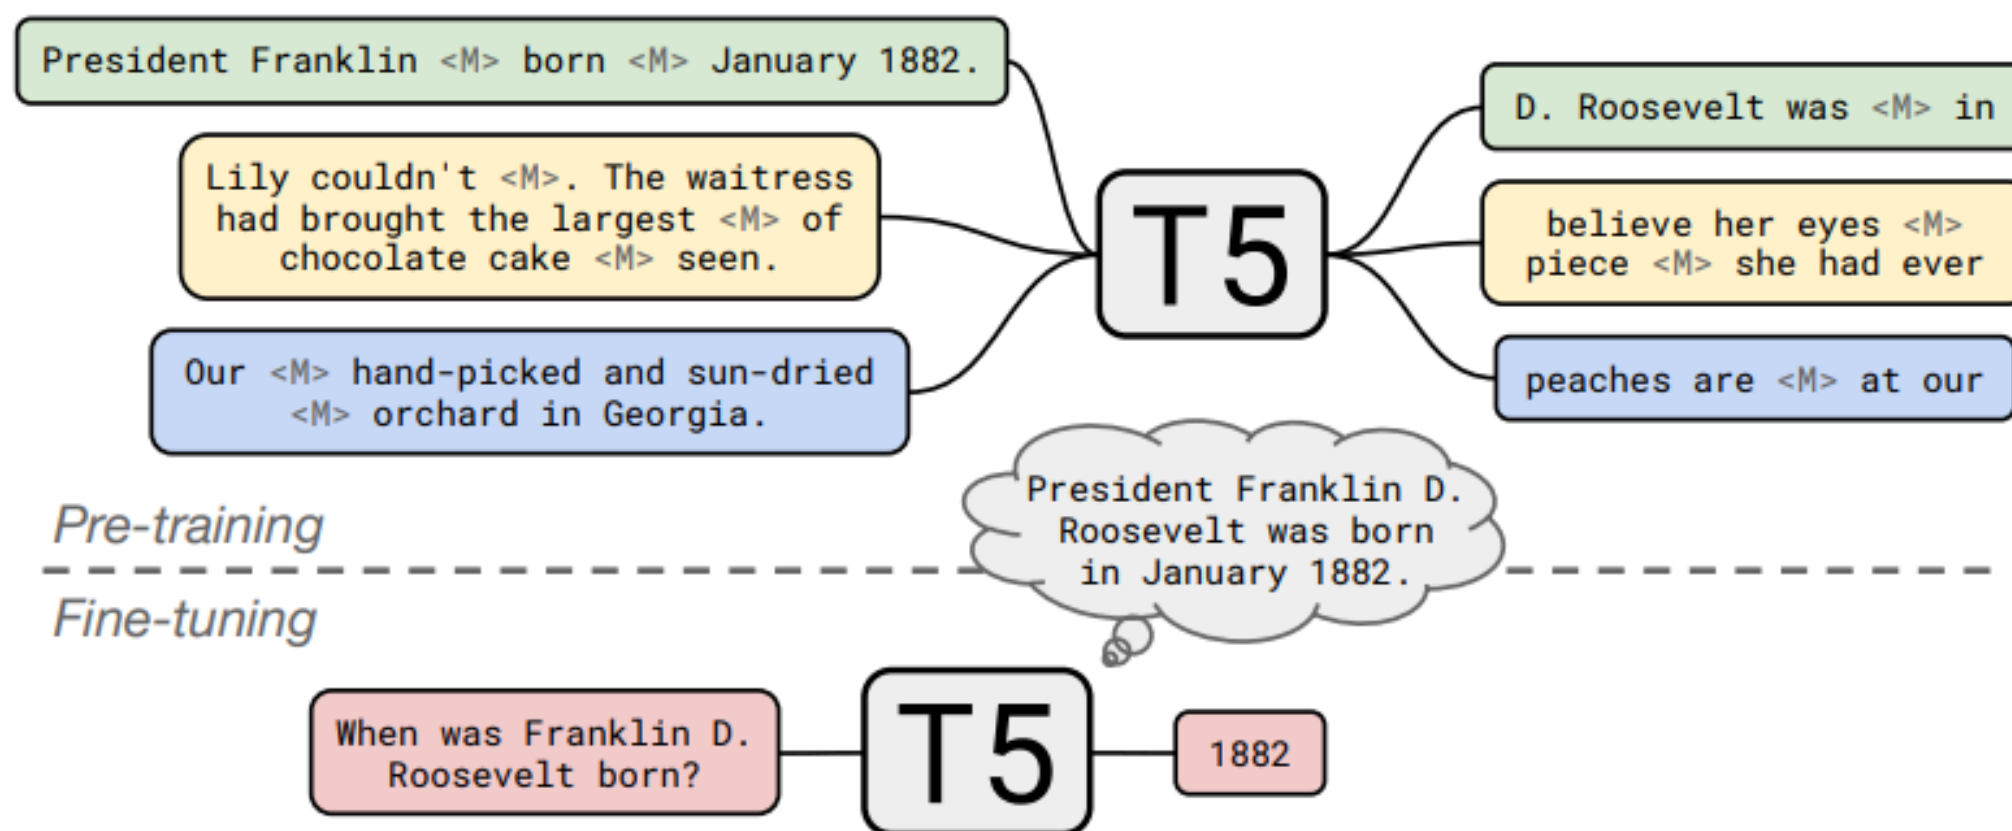 President Franklin <M> born <M> January 1882.
Lily couldn't <M>. The waitress
had brought the largest <M> of
chocolate cake <M> seen.
Our <M> hand-picked and sun-dried
<M> orchard in Georgia.
T5
D. Roosevelt was <M> in
believe her eyes <M>
piece <M> she had ever
peaches are <M> at our
Pre-training
President Franklin D.
Roosevelt was born
in January 1882.
Fine-tuning
When was Franklin D.
Roosevelt born?
T5
1882